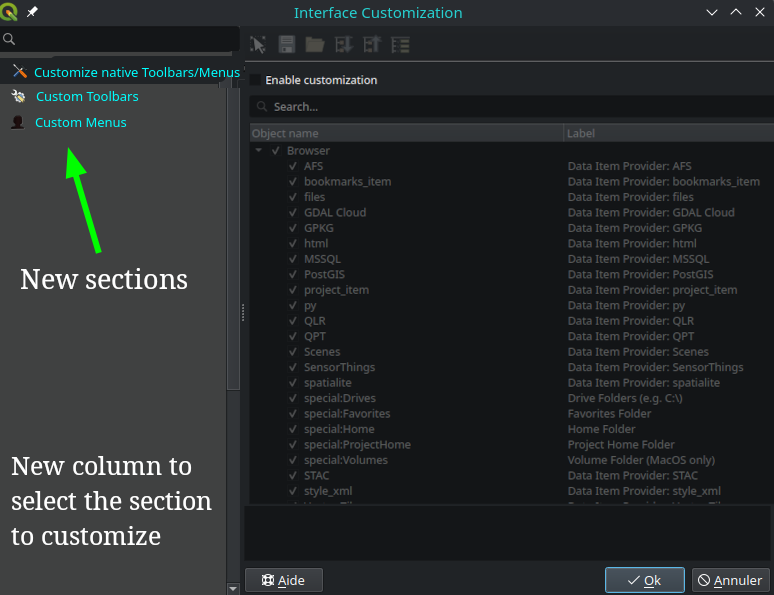 Interface Customization
Customize native Toolbars/Menus
Custom Toolbars
Custom Menus
New sections
New column to
select the section
to customize
Enable customization
Search...
Object name Label
Browser
AFS Data Item Provider: AFS
bookmarks_item Data Item Provider: bookmarks_item
files Data Item Provider: files
GDAL Cloud Data Item Provider: GDAL Cloud
GPKG Data Item Provider: GPKG
html Data Item Provider: html
MSSQL Data Item Provider: MSSQL
PostGIS Data Item Provider: PostGIS
project_item Data Item Provider: project_item
py Data Item Provider: py
QLR Data Item Provider: QLR
QPT Data Item Provider: QPT
Scenes Data Item Provider: Scenes
SensorThings Data Item Provider: SensorThings
spatialite Data Item Provider: spatialite
special:Drives Drive Folders (e.g. C:\)
special:Favorites Favorites Folder
special:Home Home Folder
special:ProjectHome Project Home Folder
special:Volumes Volume Folder (MacOS only)
STAC Data Item Provider: STAC
style_xml Data Item Provider: style_xml
Aide Ok Annuler